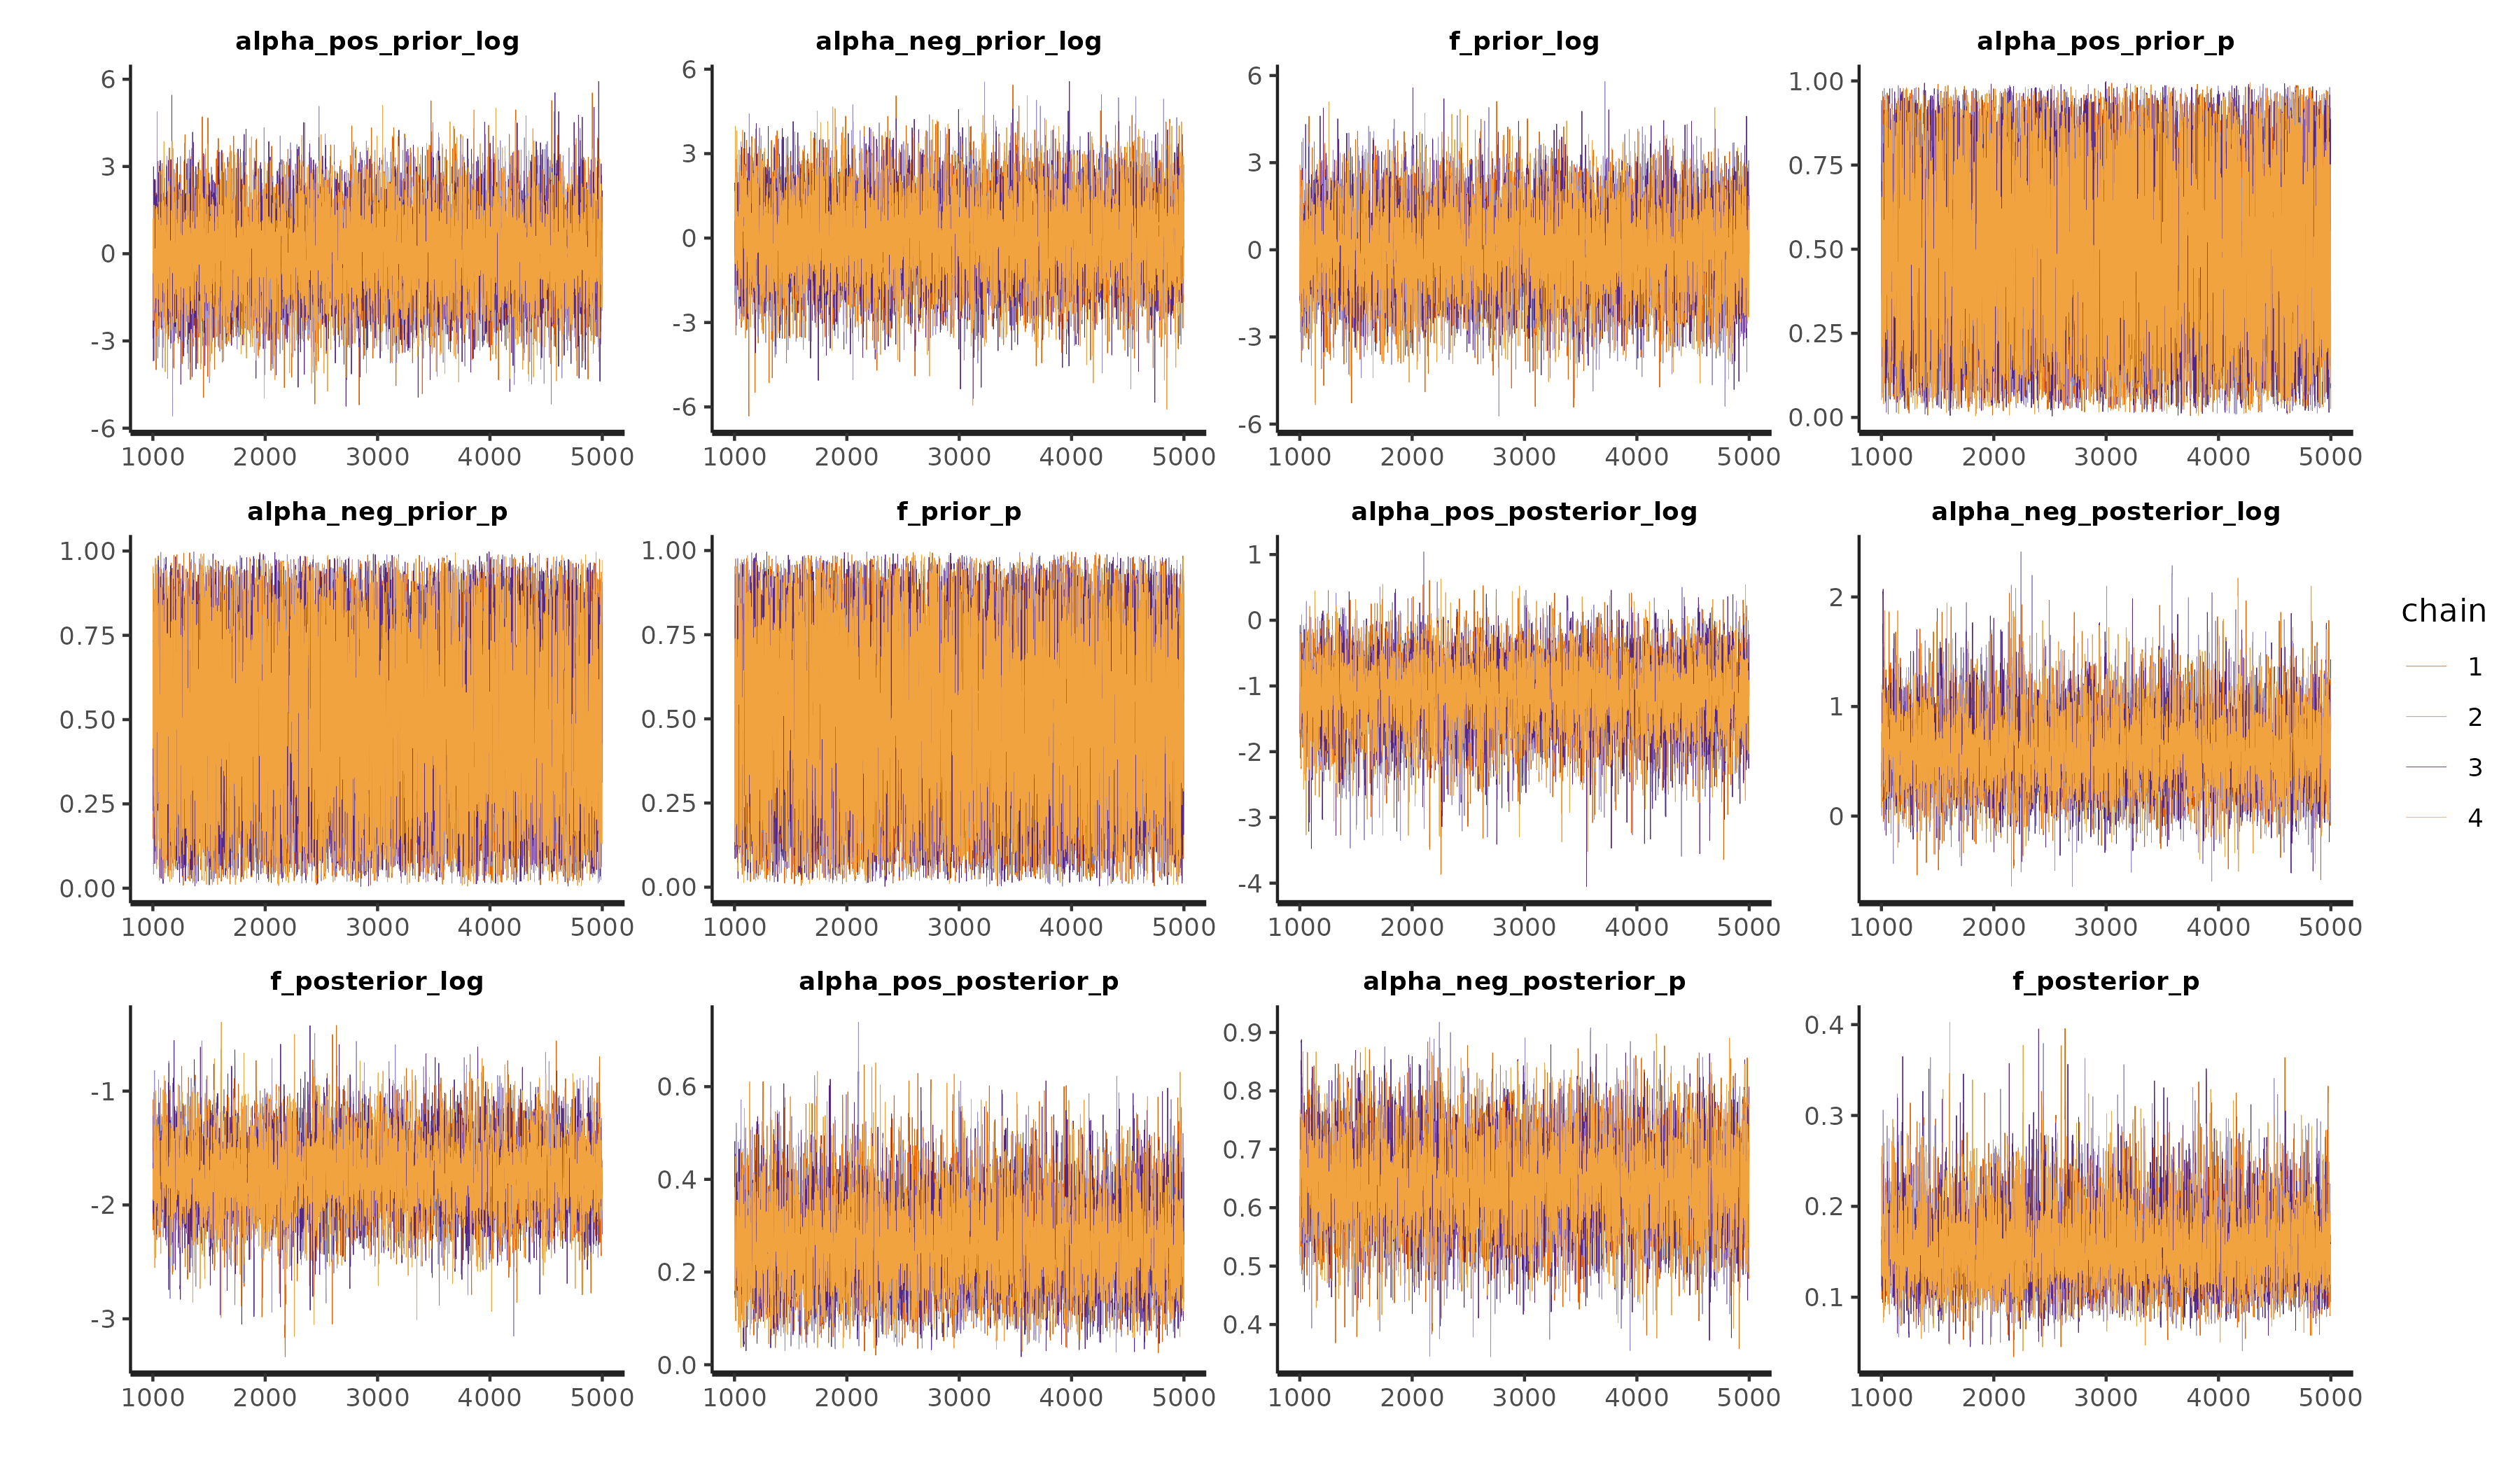 alpha_pos_prior_log
alpha_neg_prior_log
f_prior_log
alpha_pos_prior_p
6
3
0
-3
-6
6
3
0
-3
-6
6
3
0
-3
-6
1.00
0.75
0.50
0.25
0.00
1000 2000 3000 4000 5000
1000 2000 3000 4000 5000
1000 2000 3000 4000 5000
1000 2000 3000 4000 5000
alpha_neg_prior_p
f_prior_p
alpha_pos_posterior_log
alpha_neg_posterior_log
1.00
0.75
0.50
0.25
0.00
1.00
0.75
0.50
0.25
0.00
1
0
-1
-2
-3
-4
2
1
0
1000 2000 3000 4000 5000
1000 2000 3000 4000 5000
1000 2000 3000 4000 5000
1000 2000 3000 4000 5000
chain
1
2
3
4
f_posterior_log
alpha_pos_posterior_p
alpha_neg_posterior_p
f_posterior_p
-1
-2
-3
0.6
0.4
0.2
0.0
0.9
0.8
0.7
0.6
0.5
0.4
0.4
0.3
0.2
0.1
1000 2000 3000 4000 5000
1000 2000 3000 4000 5000
1000 2000 3000 4000 5000
1000 2000 3000 4000 5000